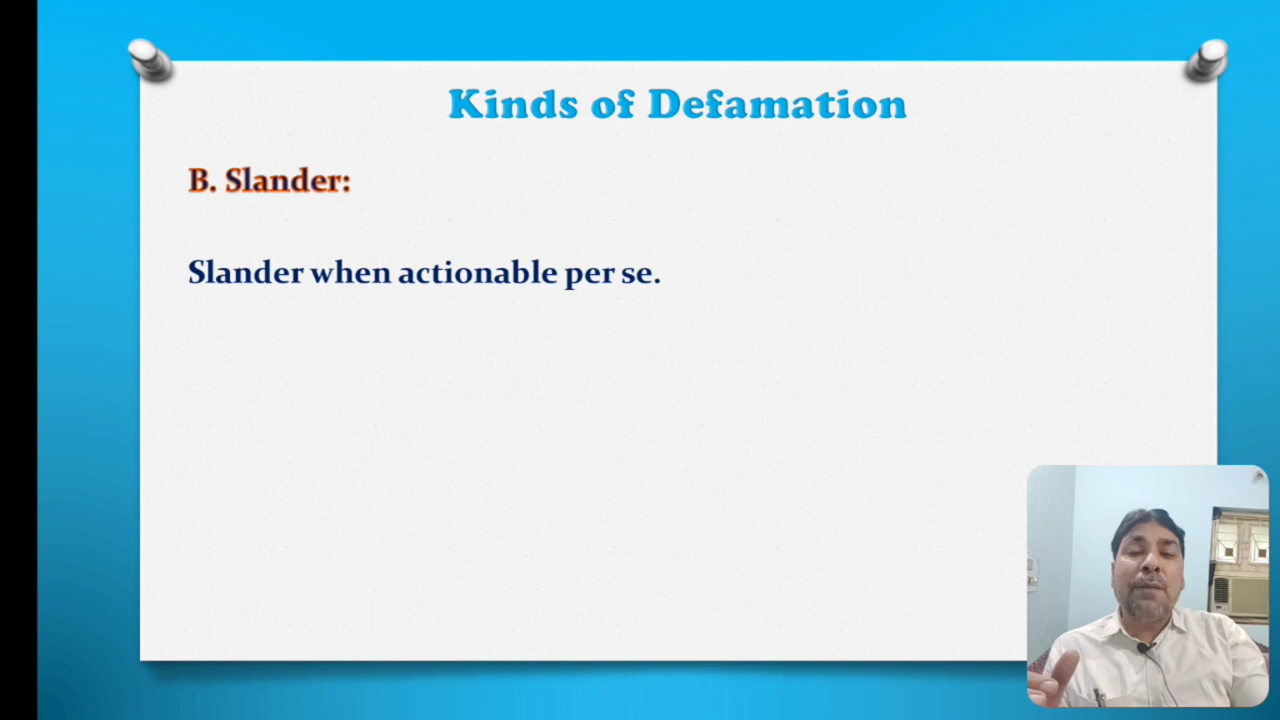 Kinds of Defamation
B. Slander:
Slander when actionable per se.